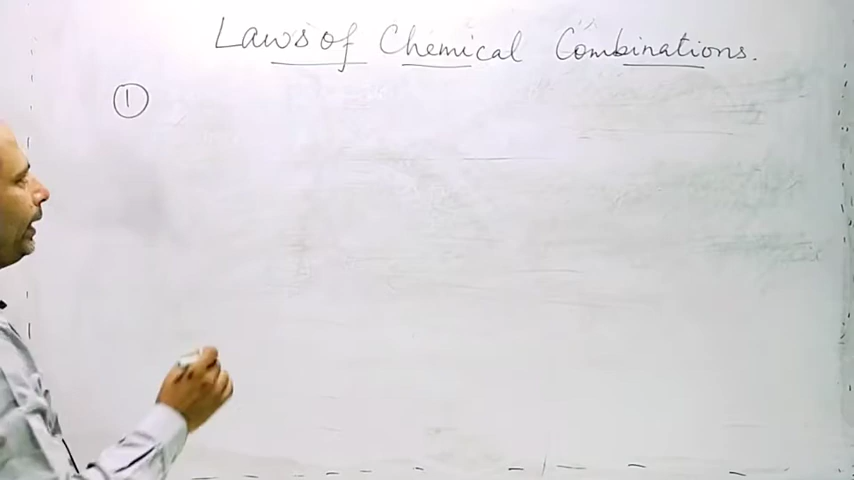 Laws of Chemical Combinations.
①